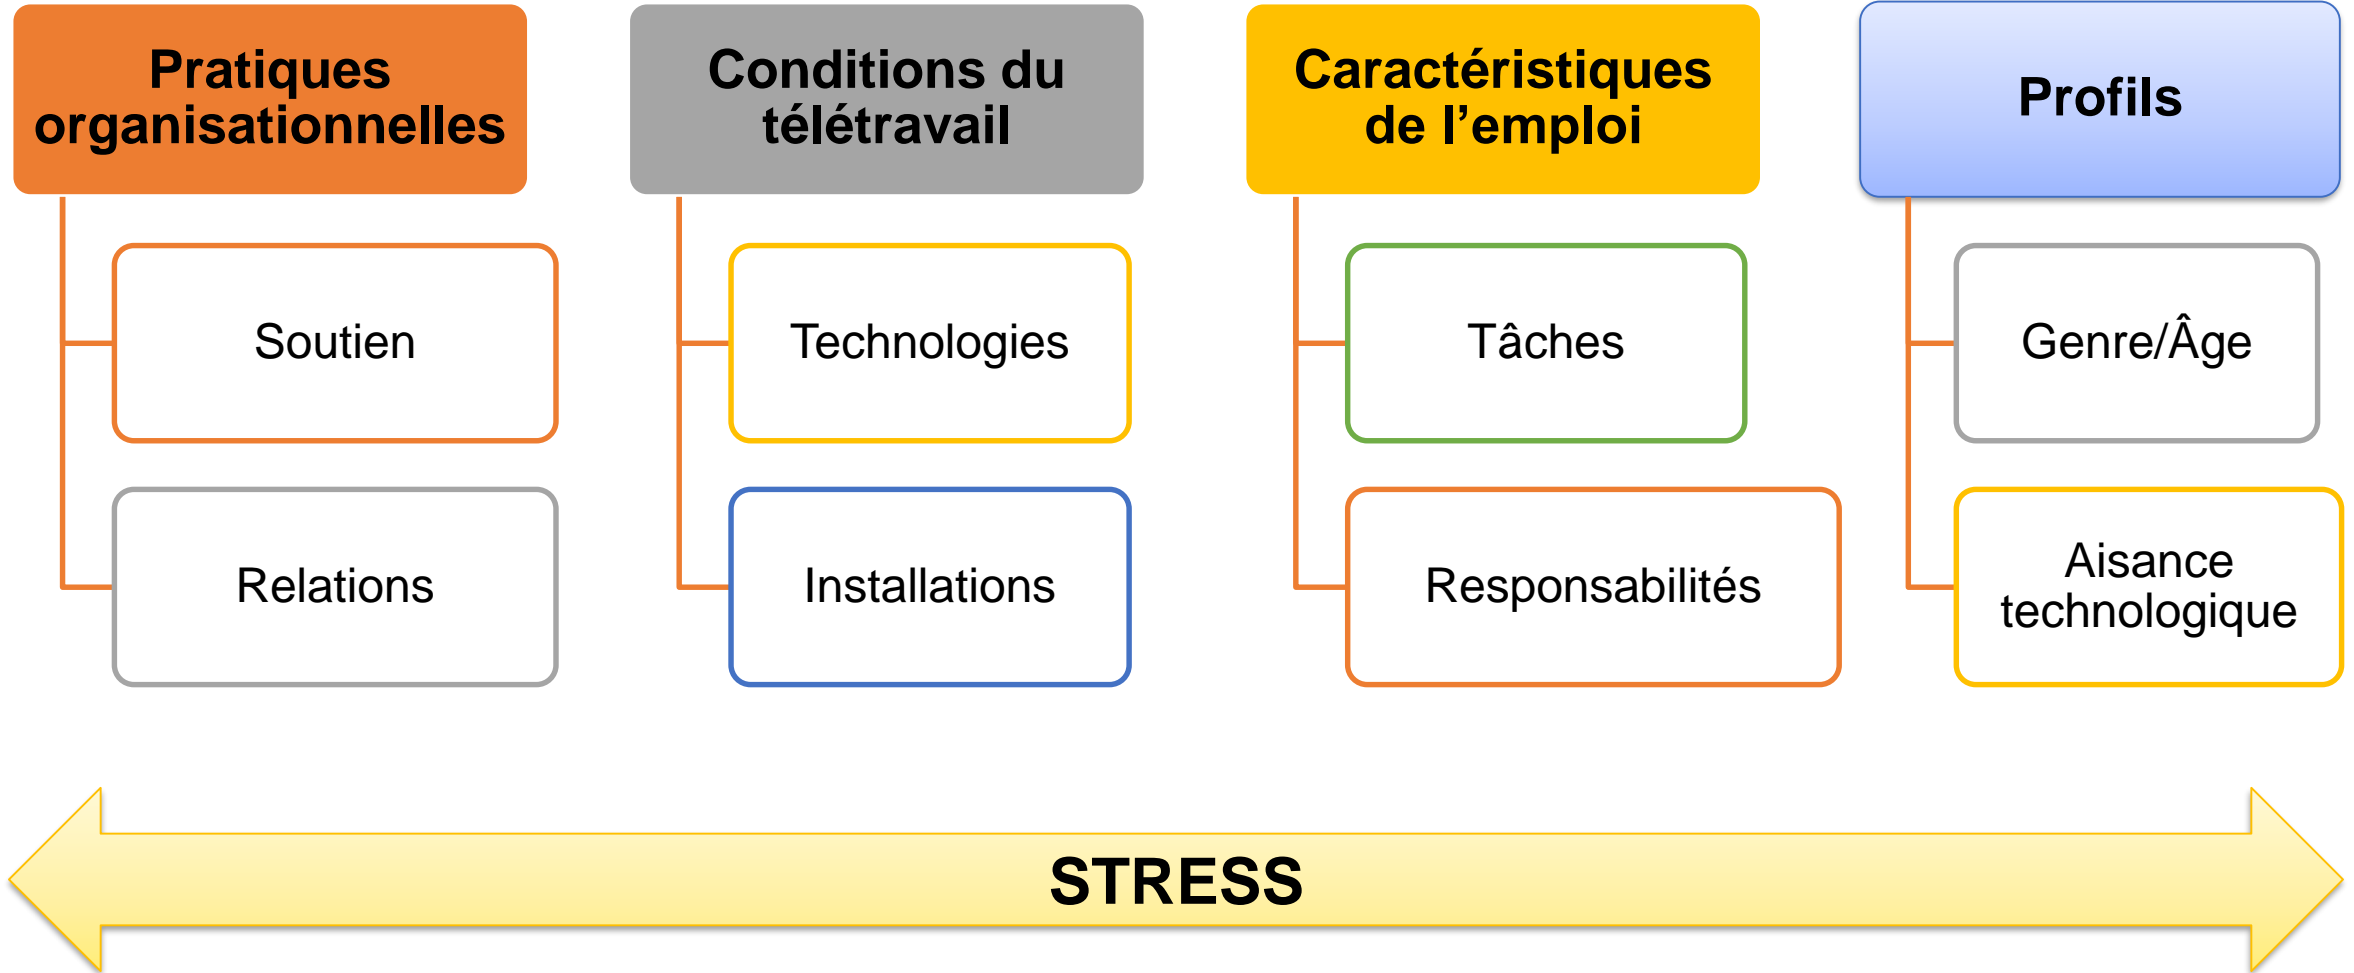 Pratiques
organisationnelles
Soutien
Relations
Conditions du
télétravail
Technologies
Installations
Caractéristiques
de l’emploi
Tâches
Responsabilités
Profils
Genre/Âge
Aisance
technologique
STRESS